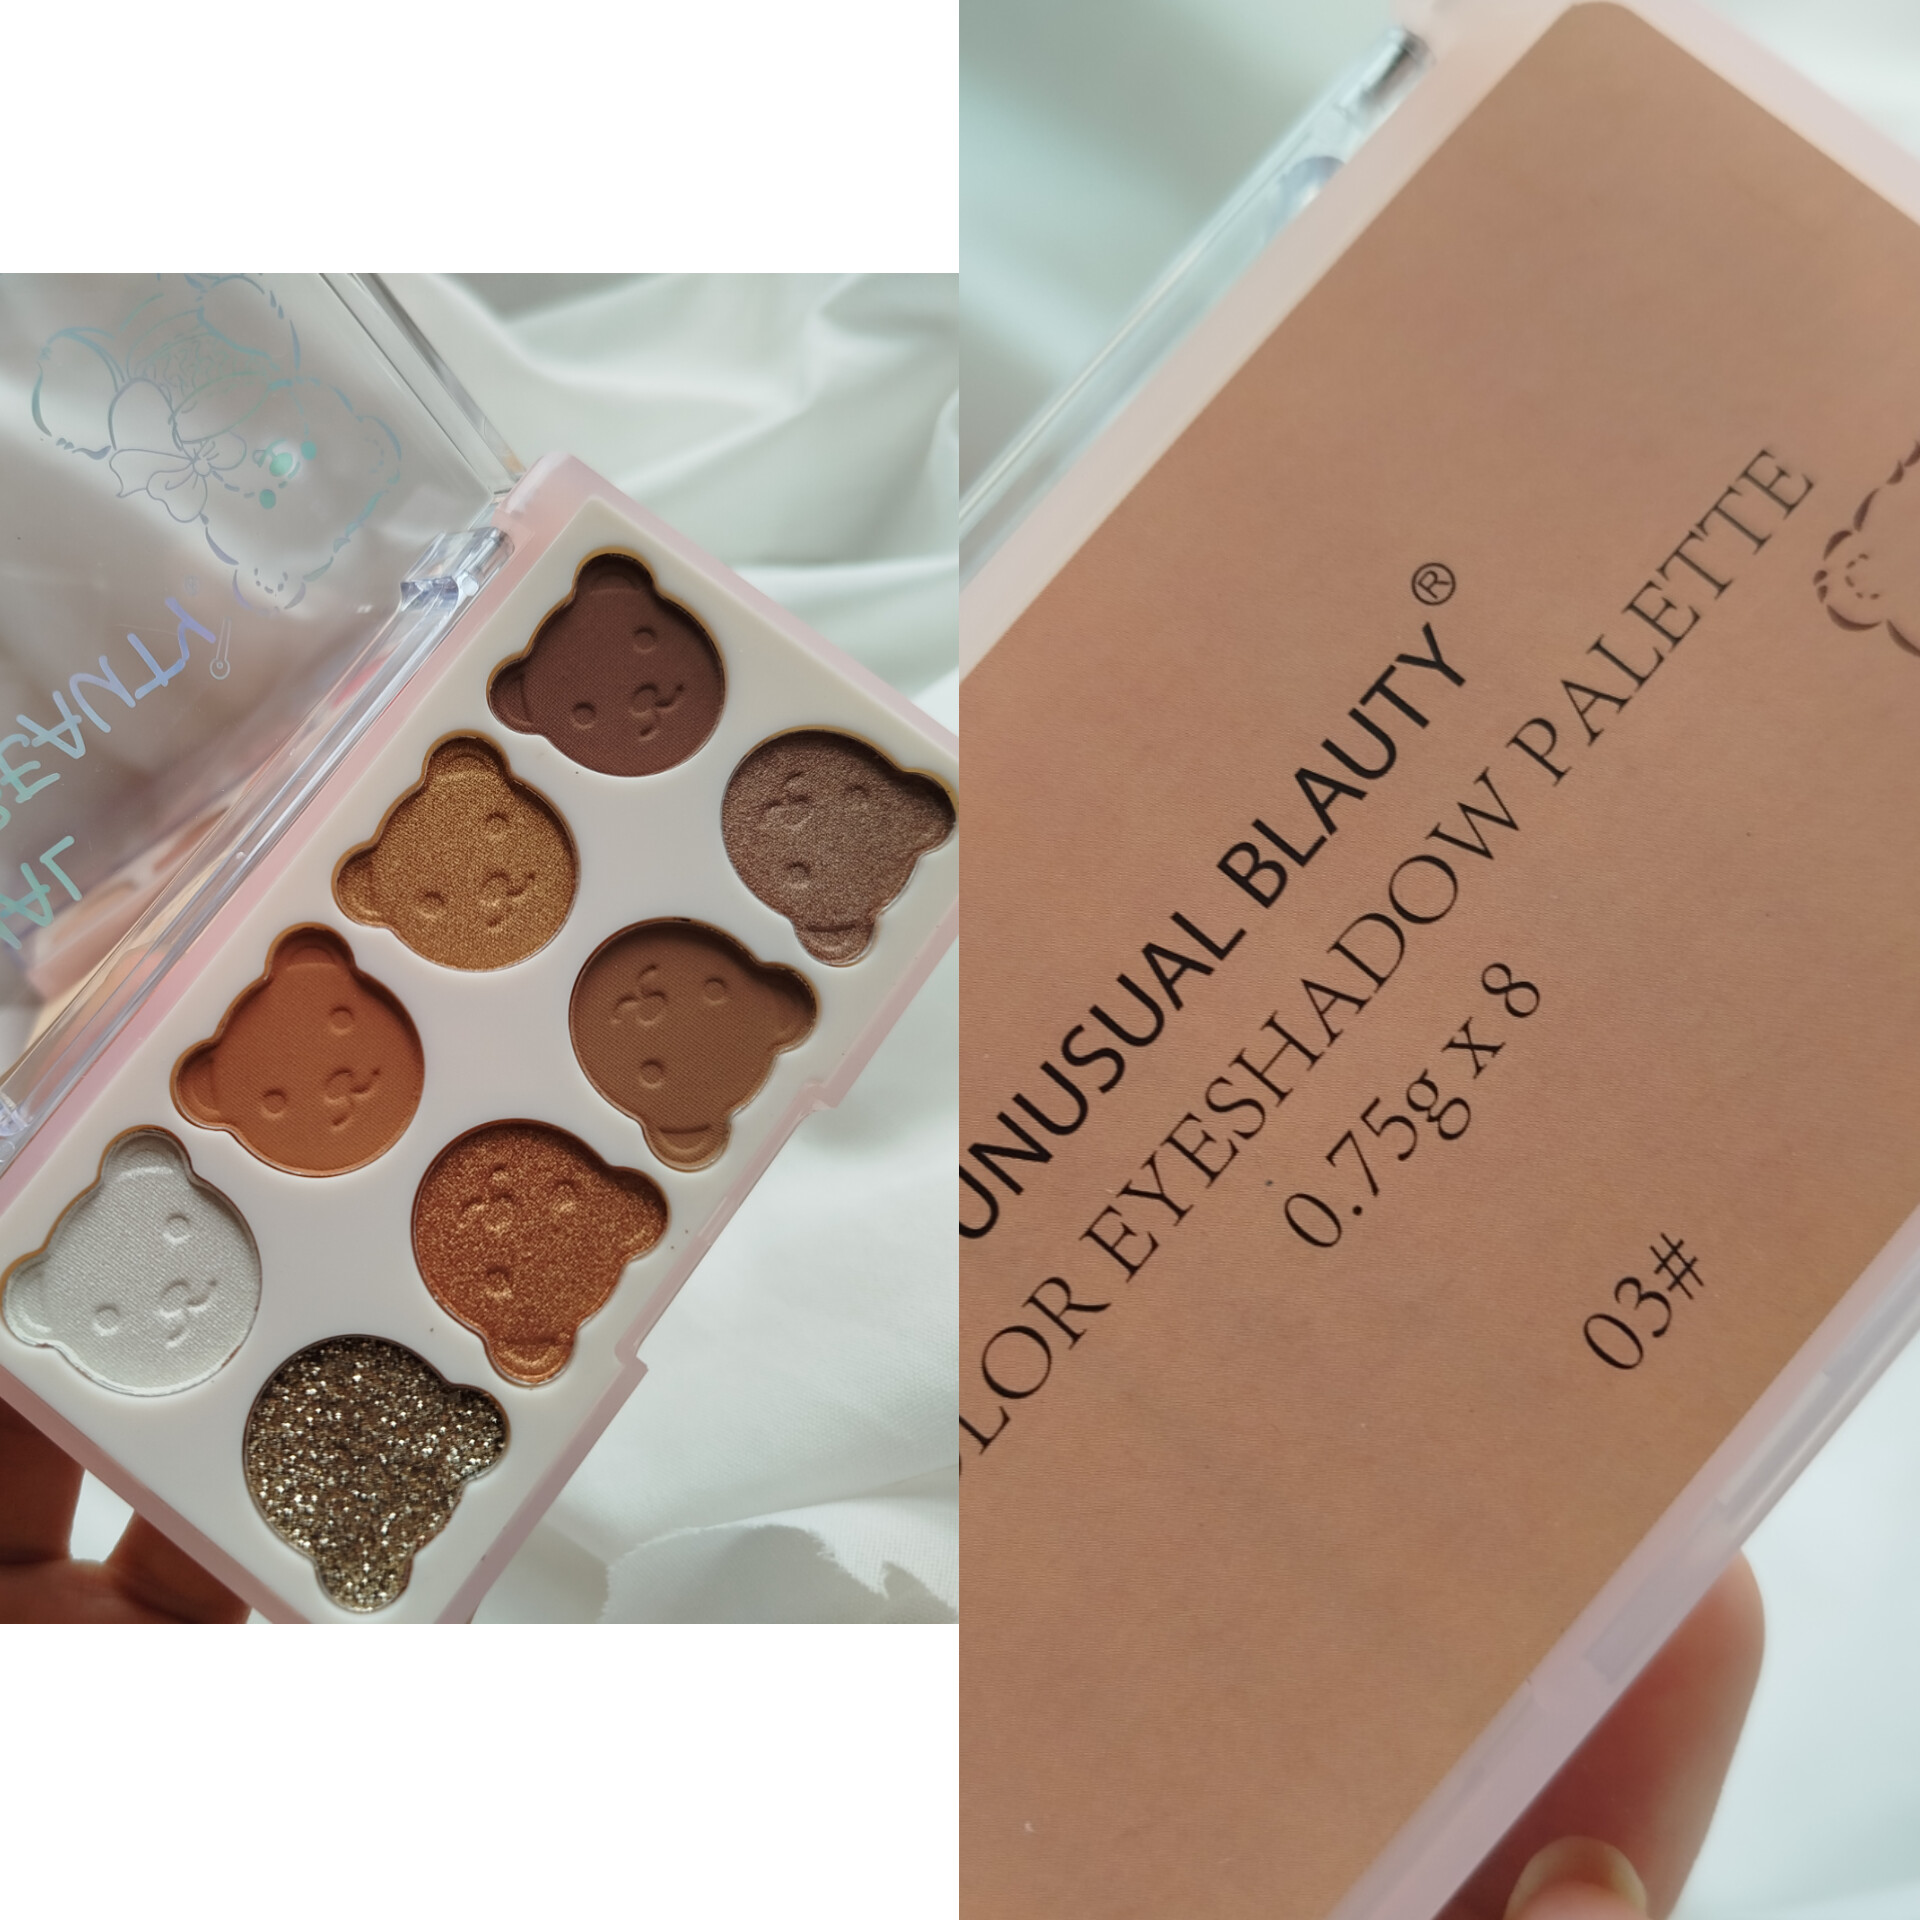 UNUSUAL BLAUTY®
LOR EYESHADOW PALETTE
0.75g x 8
03#